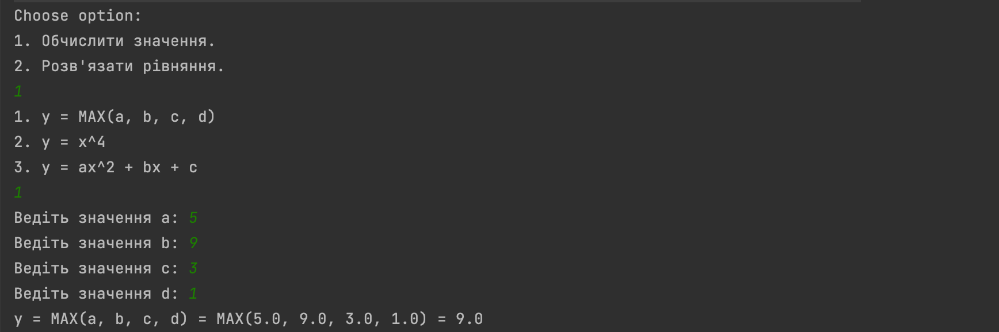 Choose option:
1. Обчислити значення.
2. Розв'язати рівняння.
1
1. y = MAX(a, b, c, d)
2. y = x^4
3. y = ax^2 + bx + c
1
Ведіть значення a: 5
Ведіть значення b: 9
Ведіть значення c: 3
Ведіть значення d: 1
y = MAX(a, b, c, d) = MAX(5.0, 9.0, 3.0, 1.0) = 9.0